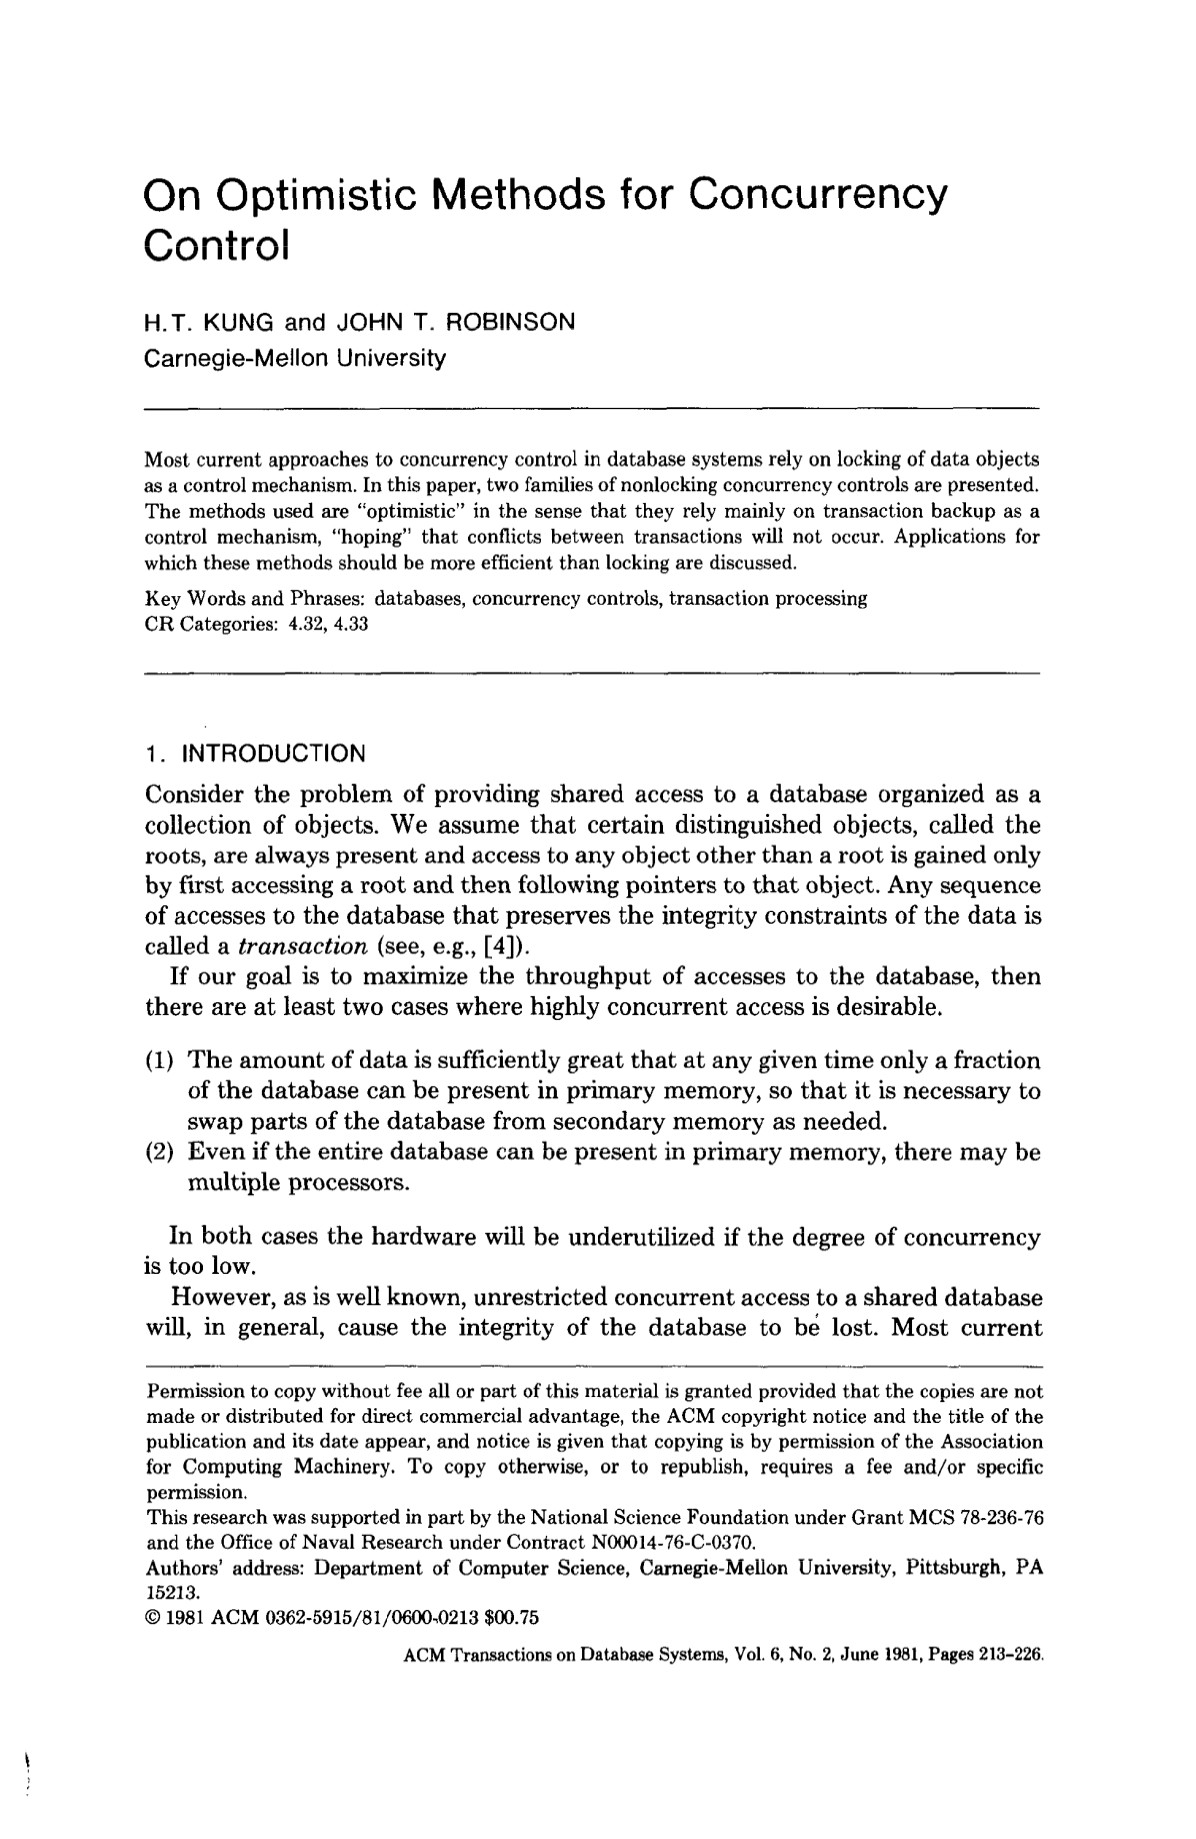 On Optimistic Methods for Concurrency
Control
H.T. KUNG and JOHN T. ROBINSON
Carnegie-Mellon University
Most current approaches to concurrency control in database systems rely on locking of data objects
as a control mechanism. In this paper, two families of nonlocking concurrency controls are presented.
The methods used are “optimistic” in the sense that they rely mainly on transaction backup as a
control mechanism, “hoping” that conflicts between transactions will not occur. Applications for
which these methods should be more efficient than locking are discussed.
Key Words and Phrases: databases, concurrency controls, transaction processing
CR Categories: 4.32, 4.33
1. INTRODUCTION
Consider the problem of providing shared access to a database organized as a
collection of objects. We assume that certain distinguished objects, called the
roots, are always present and access to any object other than a root is gained only
by first accessing a root and then following pointers to that object. Any sequence
of accesses to the database that preserves the integrity constraints of the data is
called a transaction (see, e.g., [4]).
If our goal is to maximize the throughput of accesses to the database, then
there are at least two cases where highly concurrent access is desirable.
(1) The amount of data is sufficiently great that at any given time only a fraction
of the database can be present in primary memory, so that it is necessary to
swap parts of the database from secondary memory as needed.
(2) Even if the entire database can be present in primary memory, there may be
multiple processors.
In both cases the hardware will be underutilized if the degree of concurrency
is too low.
However, as is well known, unrestricted concurrent access to a shared database
will, in general, cause the integrity of the database to be lost. Most current
Permission to copy without fee all or part of this material is granted provided that the copies are not
made or distributed for direct commercial advantage, the ACM copyright notice and the title of the
publication and its date appear, and notice is given that copying is by permission of the Association
for Computing Machinery. To copy otherwise, or to republish, requires a fee and/or specific
permission.
This research was supported in part by the National Science Foundation under Grant MCS 78-236-76
and the Office of Naval Research under Contract N00014-76-C-0370.
Authors' address: Department of Computer Science, Carnegie-Mellon University, Pittsburgh, PA
15213.
© 1981 ACM 0362-5915/81/0600-0213 $00.75
ACM Transactions on Database Systems, Vol. 6, No. 2, June 1981, Pages 213-226.